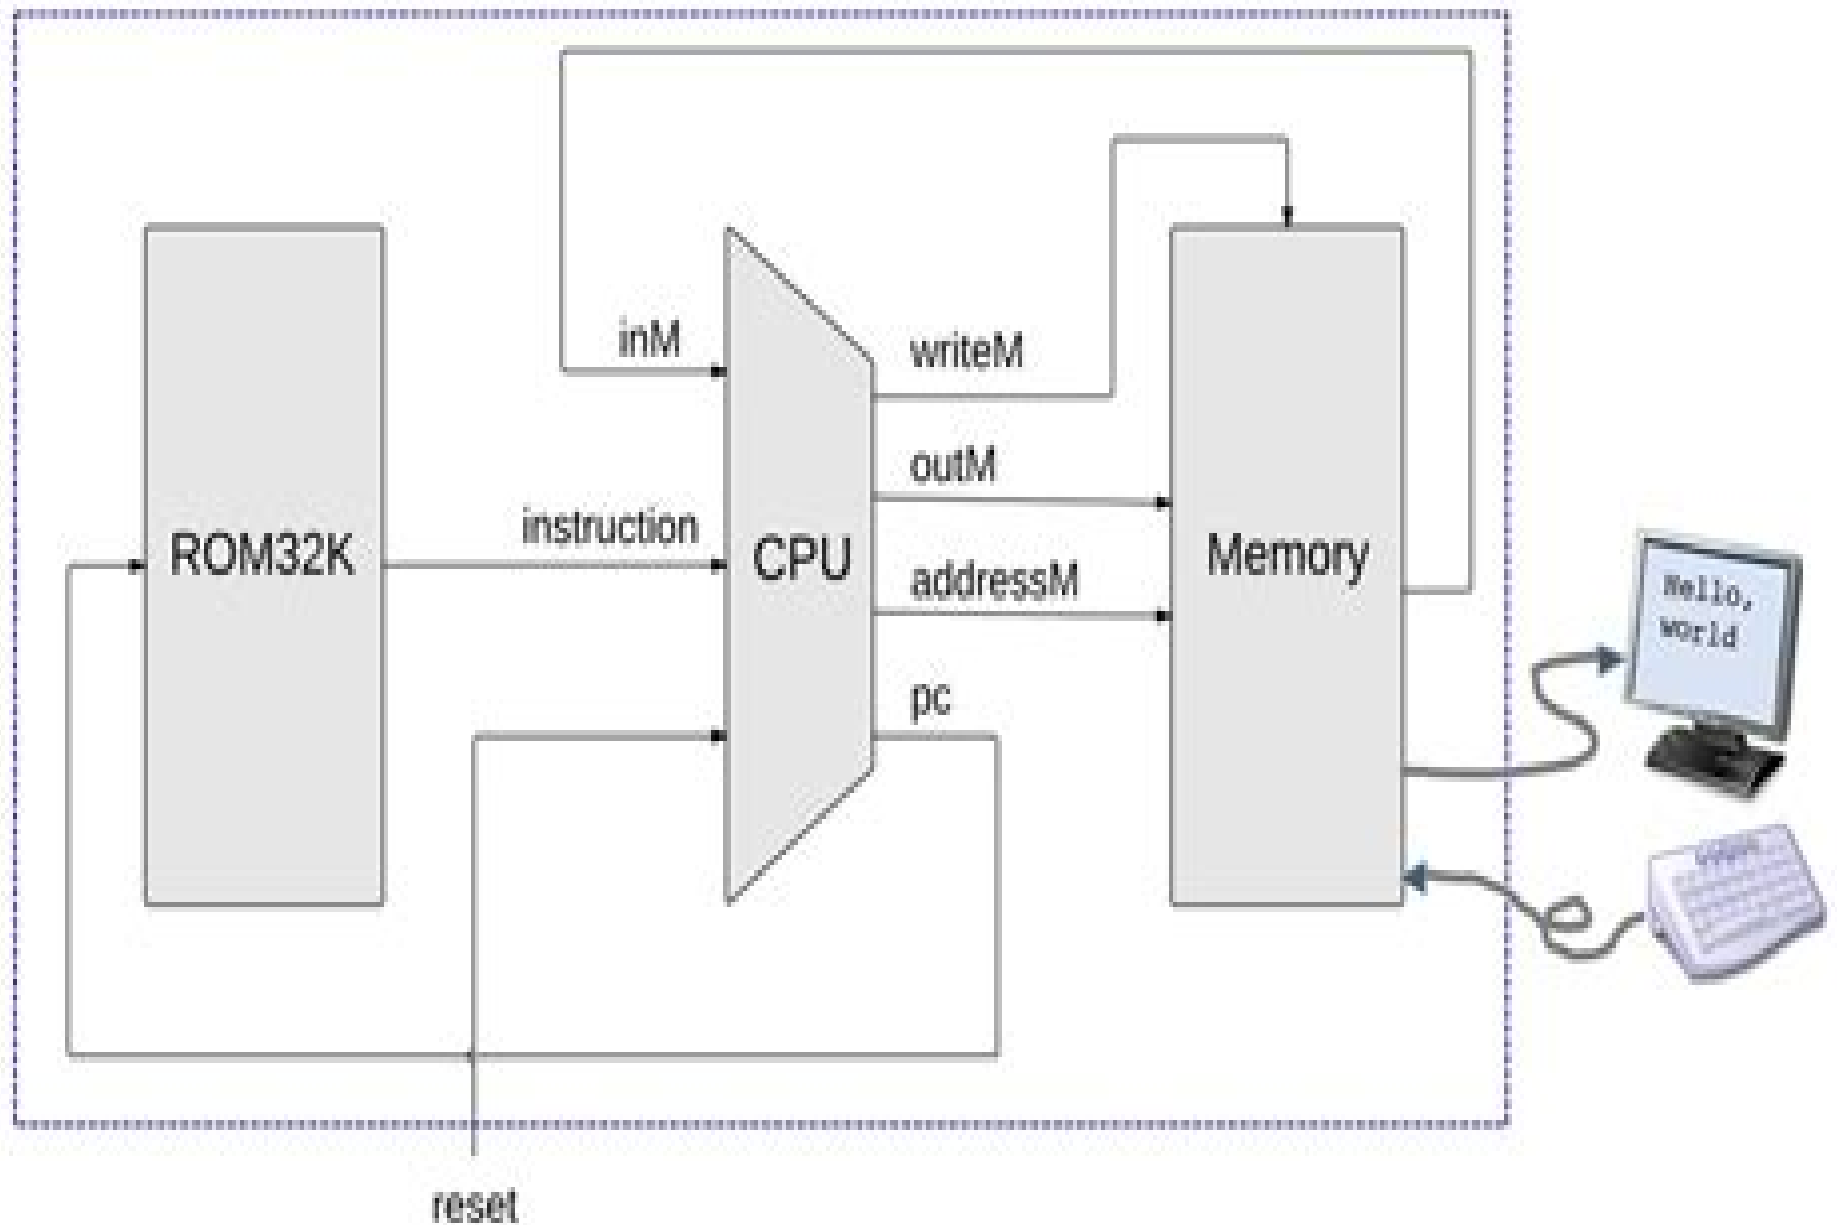 inM
writeM
outM
instruction
ROM32K
CPU
Memory
addressM
pc
Hello,
world
reset